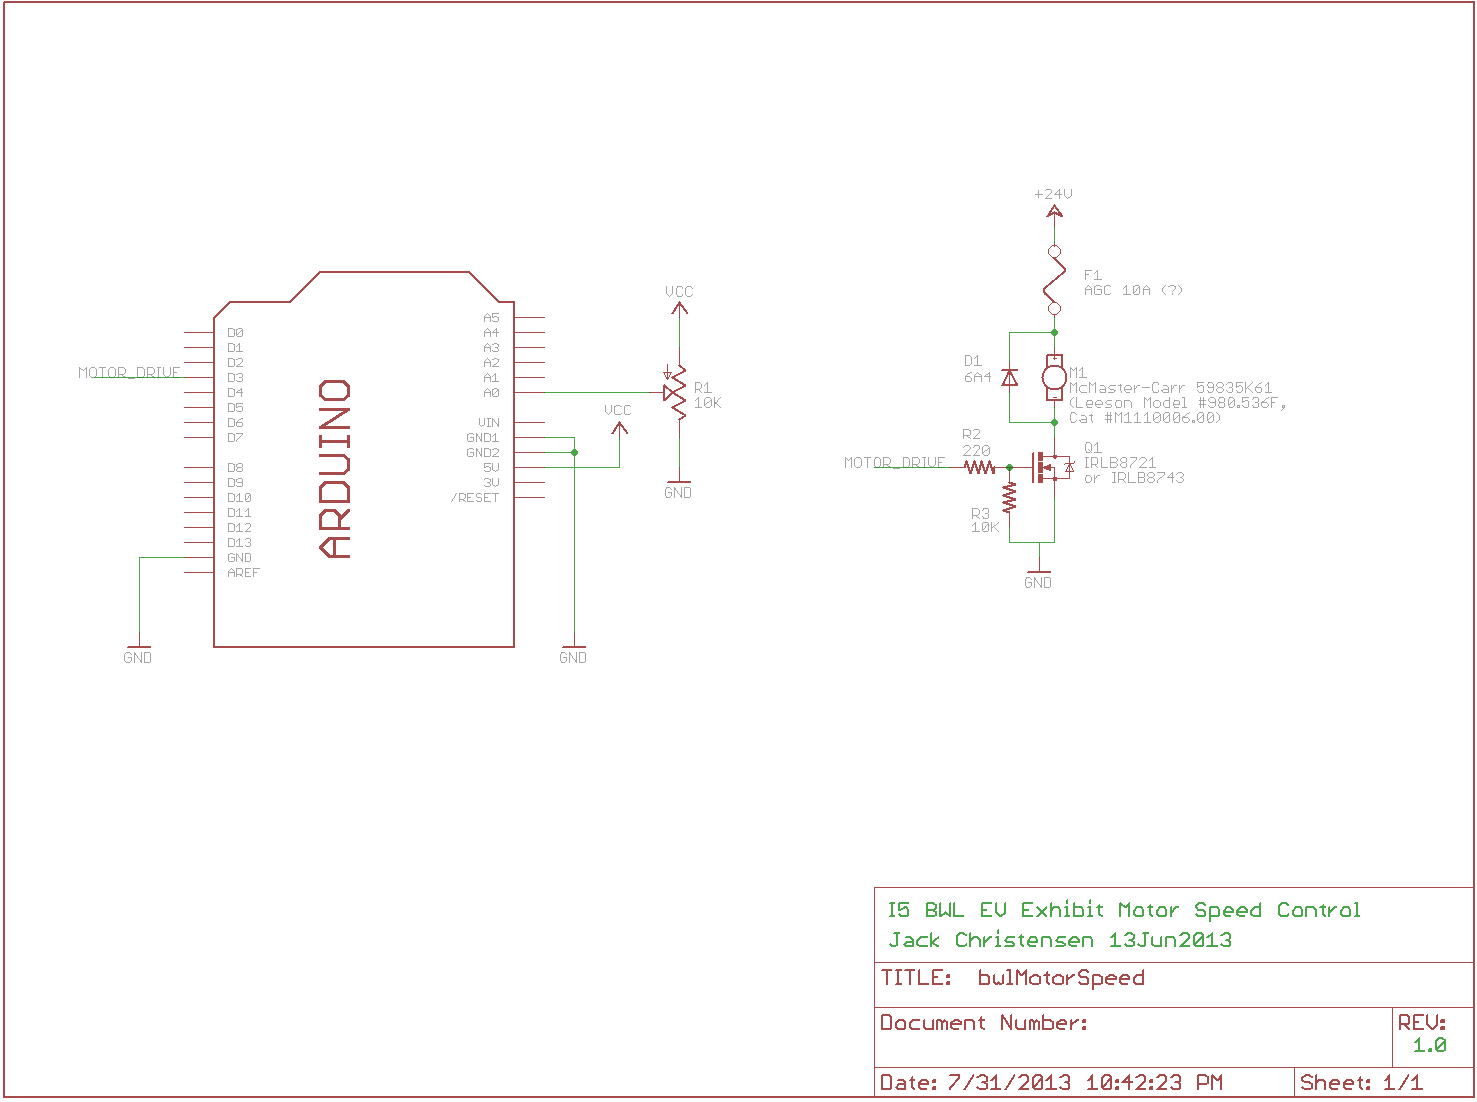 +24V
F1
AGC 10A (?)
VCC
D0
D1
D2
MOTOR_DRIVE
D3
D4
D5
D6
D7
D8
D9
D10
D11
D12
D13
GND
AREF
GND
ARDUINO
A5
A4
A3
A2
A1
A0
VIN
GND1
GND2
5V
3V
/RESET
VCC
GND
R1
10K
GND
D1
6A4
M1
McMaster-Carr 59835K61
(Leeson Model #980.536F,
Cat #M1110006.00)
R2
220
MOTOR_DRIVE
Q1
IRLB8721
or IRLB8743
R3
10K
GND
I5 BWL EV Exhibit Motor Speed Control
Jack Christensen 13Jun2013
TITLE: bwlMotorSpeed
Document Number:
REV:
1.0
Date: 7/31/2013 10:42:23 PM
Sheet: 1/1